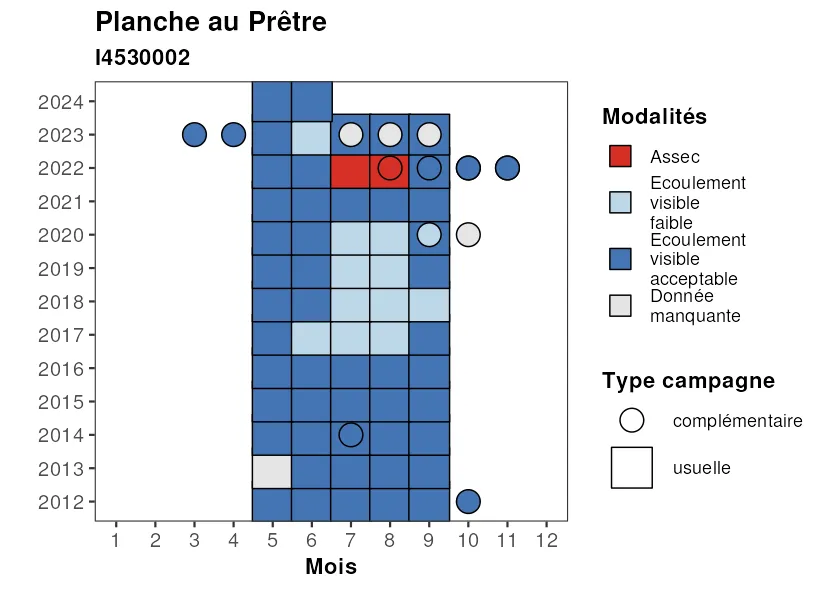 Planche au Prêtre
I4530002
2024
2023
2022
2021
2020
2019
2018
2017
2016
2015
2014
2013
2012
1 2 3 4 5 6 7 8 9 10 11 12
Mois
Modalités
Assec
Ecoulement
visible
faible
Ecoulement
visible
acceptable
Donnée
manquante
Type campagne
complémentaire
usuelle